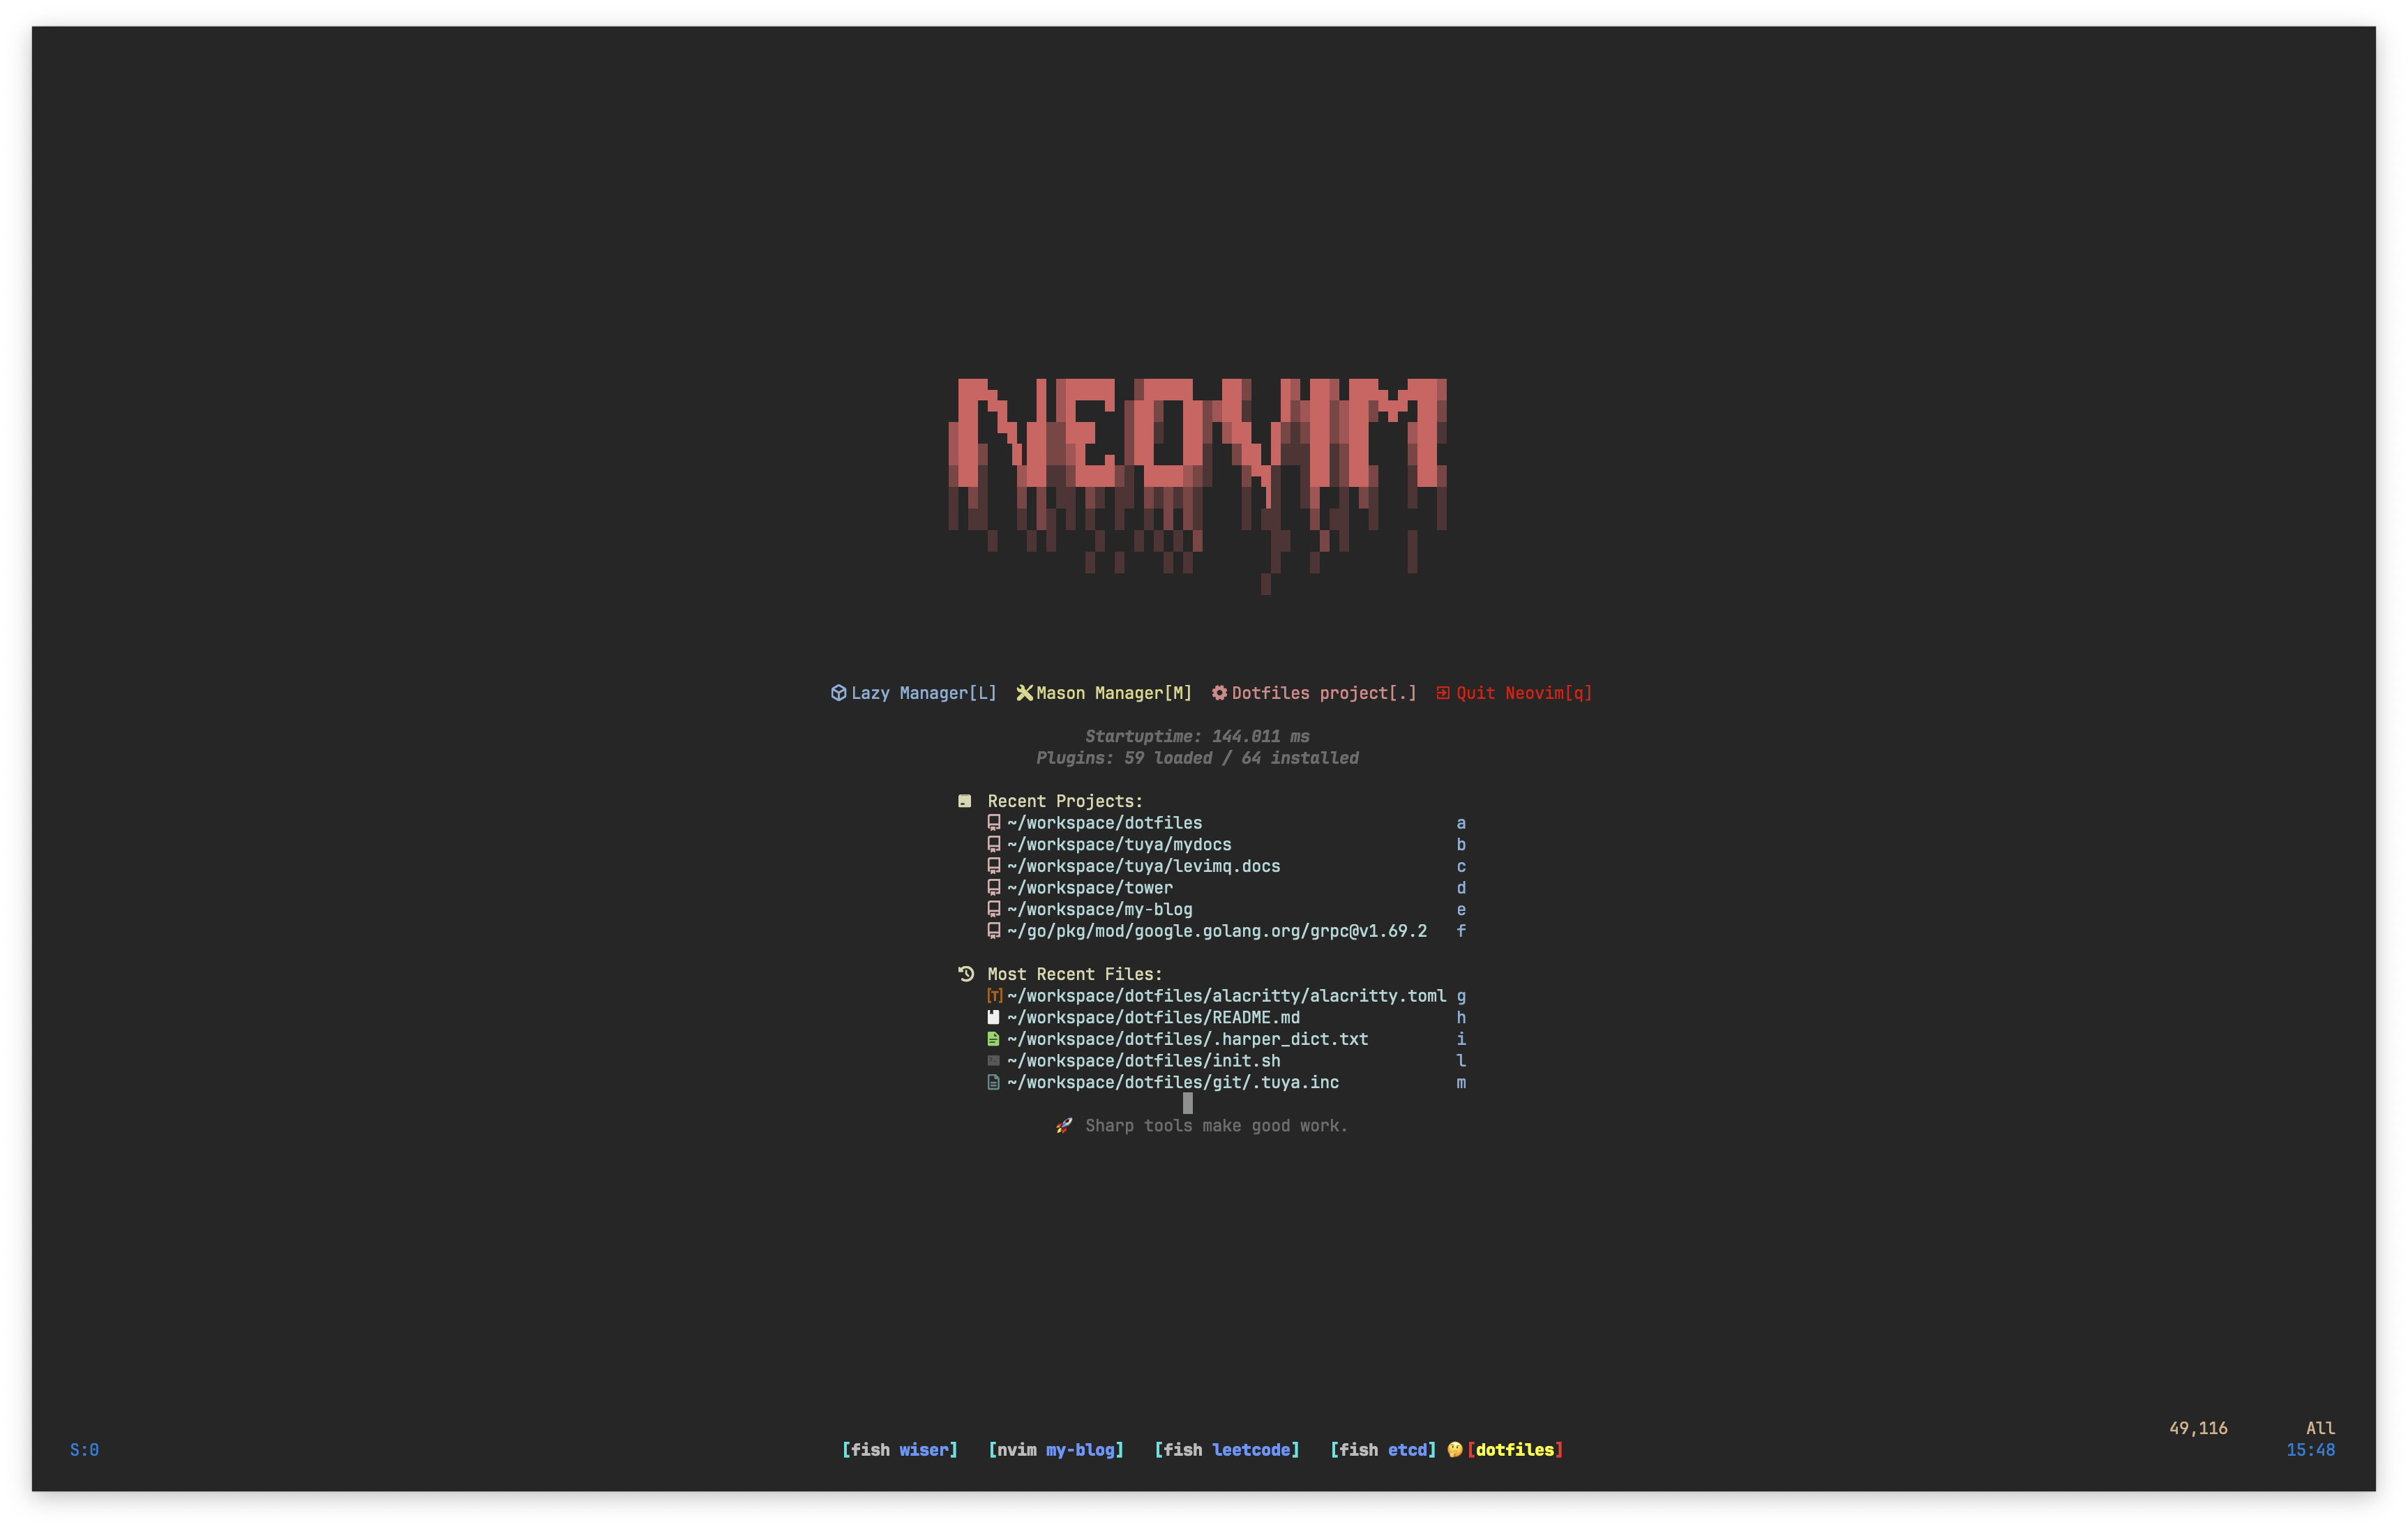 NEOVIM
Lazy Manager[L] Mason Manager[M] Dotfiles project[.] Quit Neovim[q]
Startuptime: 144.011 ms
Plugins: 59 loaded / 64 installed
Recent Projects:
~/workspace/dotfiles a
~/workspace/tuya/mydocs b
~/workspace/tuya/levimq.docs c
~/workspace/tower d
~/workspace/my-blog e
~/go/pkg/mod/google.golang.org/grpc@v1.69.2 f
Most Recent Files:
[T] ~/workspace/dotfiles/alacritty/alacritty.toml g
~/workspace/dotfiles/README.md h
~/workspace/dotfiles/.harper_dict.txt i
~/workspace/dotfiles/init.sh l
~/workspace/dotfiles/git/.tuya.inc m
🚀 Sharp tools make good work.
49,116 All
S:0 [fish wiser] [nvim my-blog] [fish leetcode] [fish etcd] 🤔[dotfiles] 15:48